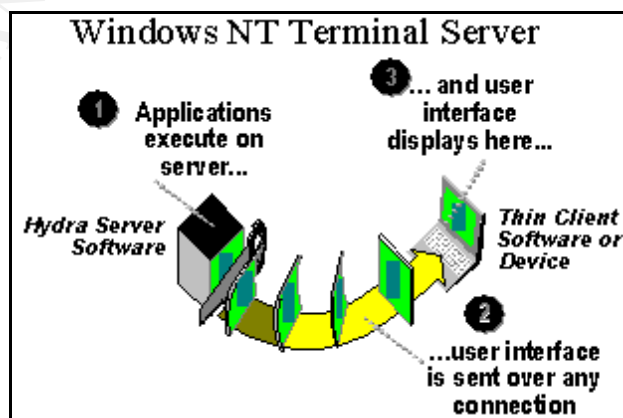 Windows NT Terminal Server
1 Applications
execute on
server...
Hydra Server
Software
2
...user interface
is sent over any
connection
3 ... and user
interface
displays here...
Thin Client
Software or
Device